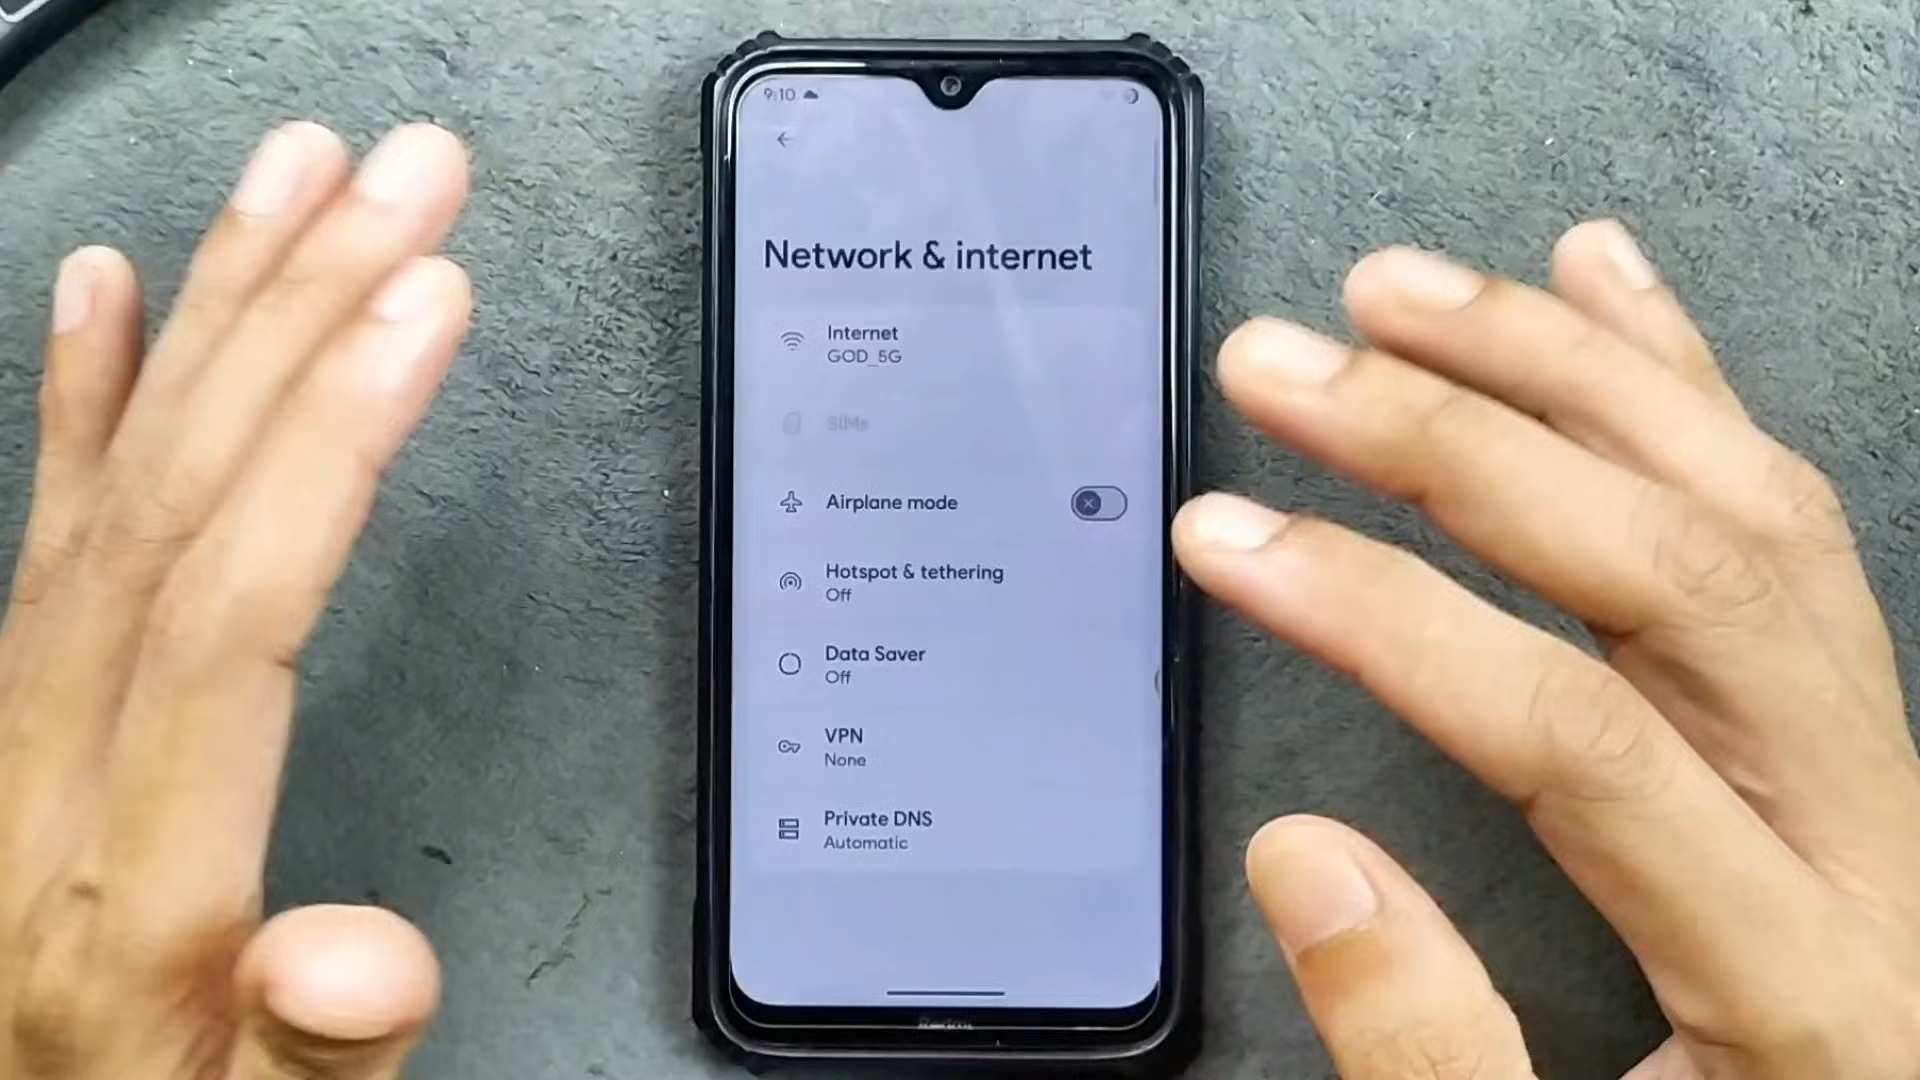 9:10
Network & internet
Internet
GOD_5G
SIMs
Airplane mode
Hotspot & tethering
Off
Data Saver
Off
VPN
None
Private DNS
Automatic
Redmi